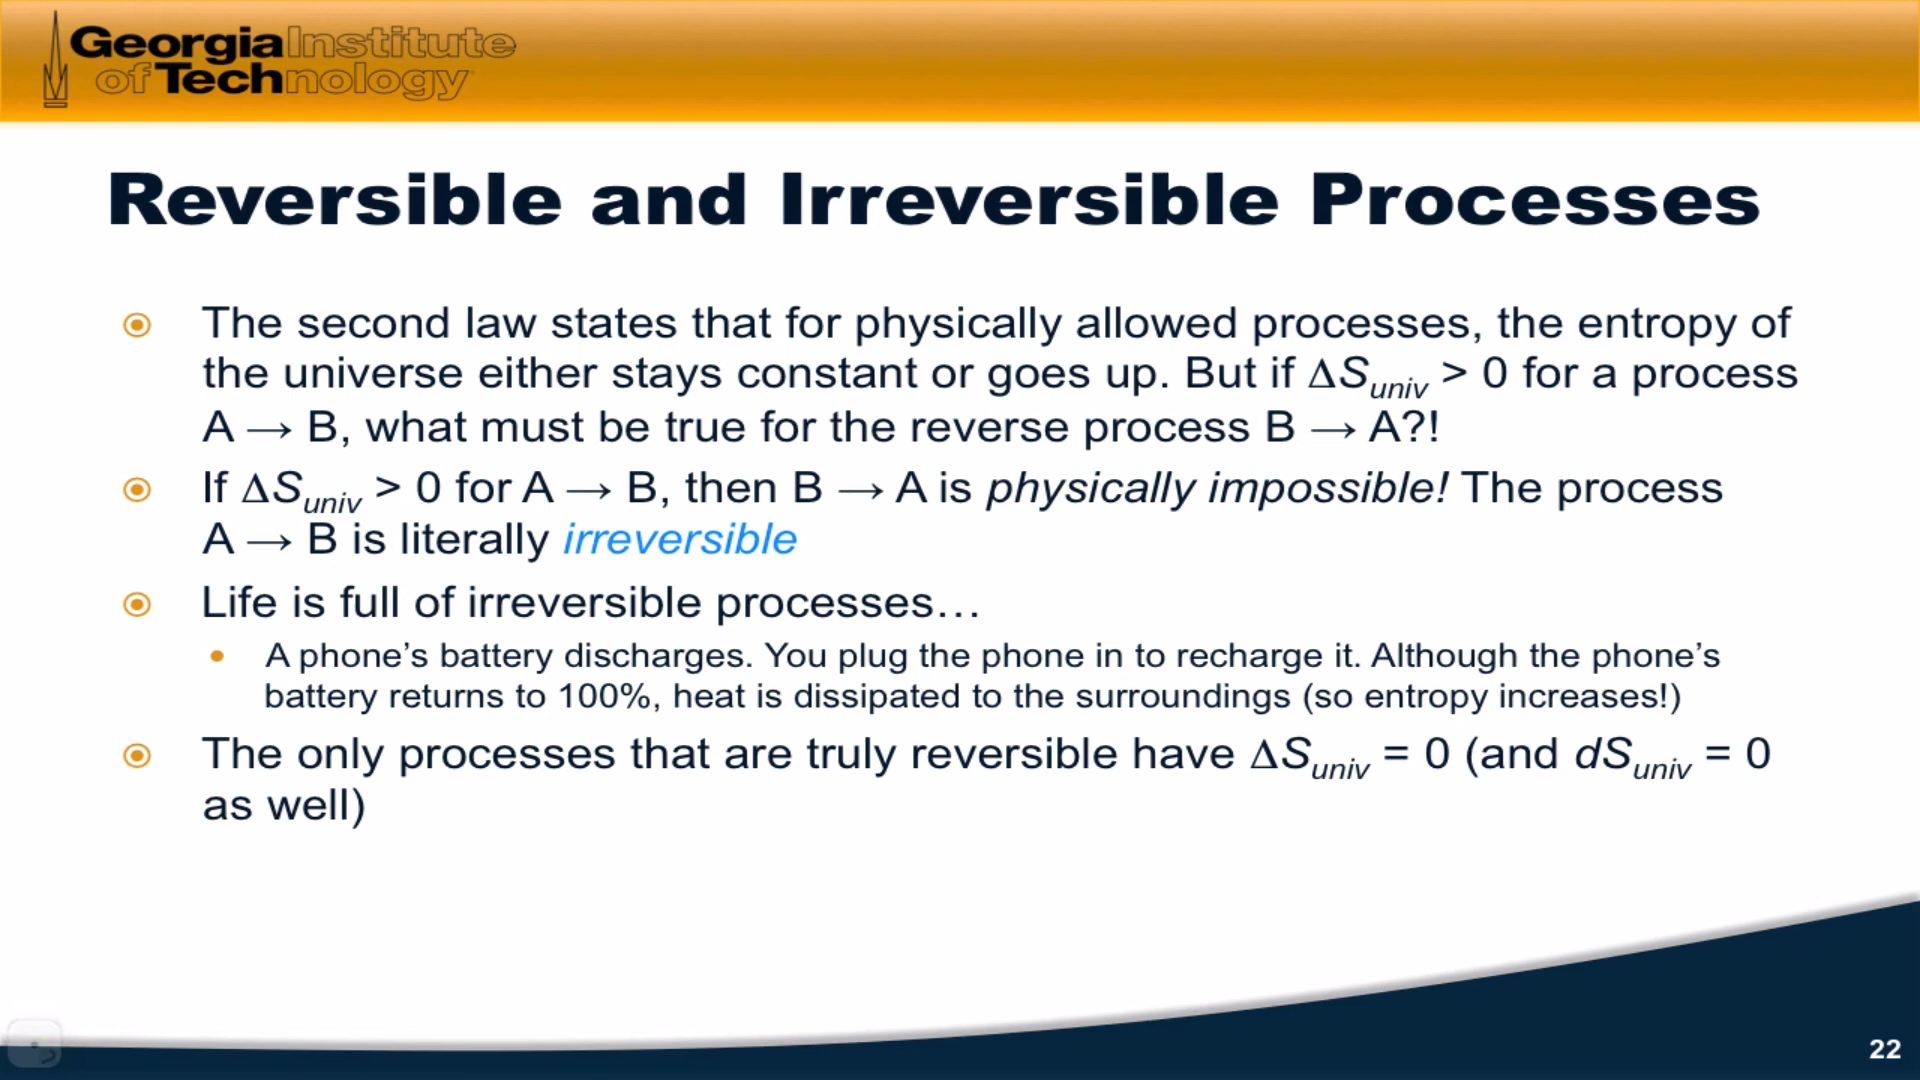 Georgia Institute
of Technology
Reversible and Irreversible Processes
The second law states that for physically allowed processes, the entropy of
the universe either stays constant or goes up. But if ΔSuniv > 0 for a process
A → B, what must be true for the reverse process B → A?!
If ΔSuniv > 0 for A → B, then B → A is physically impossible! The process
A → B is literally irreversible
Life is full of irreversible processes…
A phone’s battery discharges. You plug the phone in to recharge it. Although the phone’s
battery returns to 100%, heat is dissipated to the surroundings (so entropy increases!)
The only processes that are truly reversible have ΔSuniv = 0 (and dSuniv = 0
as well)
22